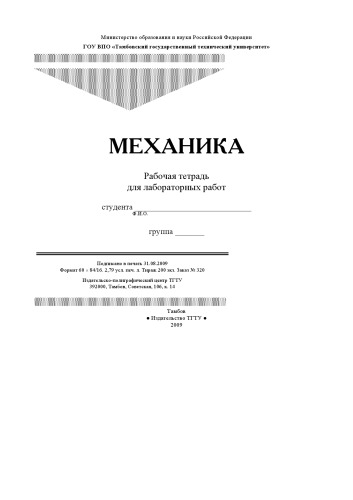 Министерство образования и науки Российской Федерации
ГОУ ВПО «Тамбовский государственный технический университет»
МЕХАНИКА
Рабочая тетрадь
для лабораторных работ
студента ________________________________
Ф.И.О.
группа ________
Подписано в печать 31.08.2009
Формат 60 × 84/16. 2,79 усл. печ. л. Тираж 200 экз. Заказ № 320
Издательско-полиграфический центр ТГТУ
392000, Тамбов, Советская, 106, к. 14
Тамбов
● Издательство ТГТУ ●
2009